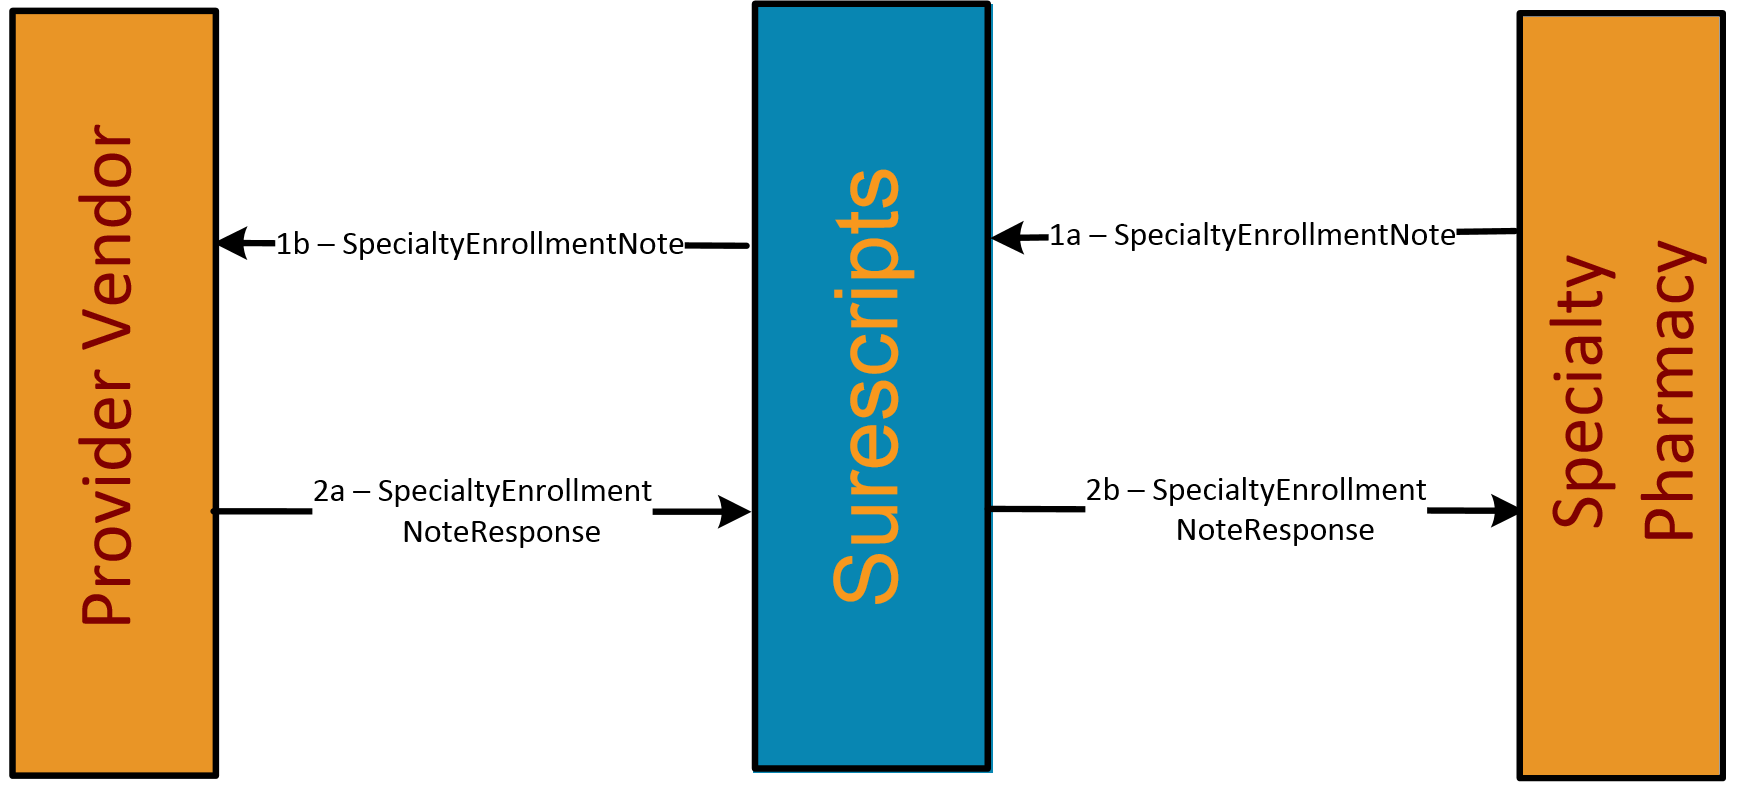 Provider Vendor
1b – SpecialtyEnrollmentNote
2a – SpecialtyEnrollment
NoteResponse
Surescripts
1a – SpecialtyEnrollmentNote
2b – SpecialtyEnrollment
NoteResponse
Specialty
Pharmacy